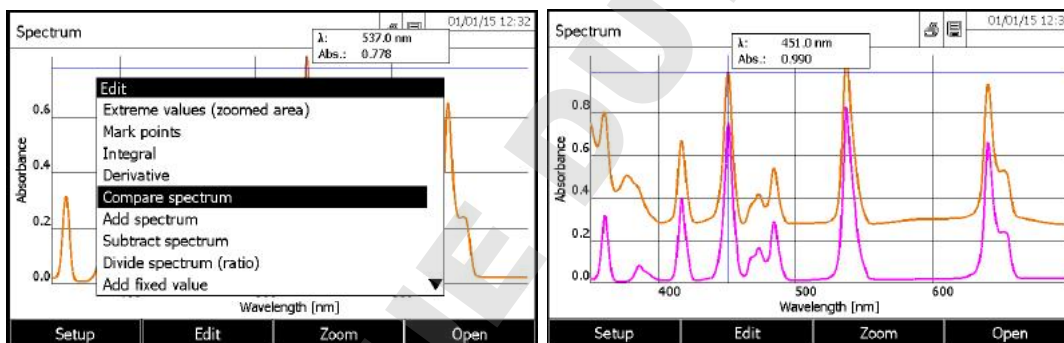 Spectrum
01/01/15 12:32
λ: 537.0 nm
Abs.: 0.778
Edit
Extreme values (zoomed area)
Mark points
Integral
Derivative
Compare spectrum
Add spectrum
Subtract spectrum
Divide spectrum (ratio)
Add fixed value
0.6
0.4
0.2
0.0
Absorbance
Wavelength [nm]
Setup Edit Zoom Open
Spectrum
01/01/15 12:3
λ: 451.0 nm
Abs.: 0.990
0.8
0.6
0.4
0.2
0.0
Absorbance
400 500 600
Wavelength [nm]
Setup Edit Zoom Open